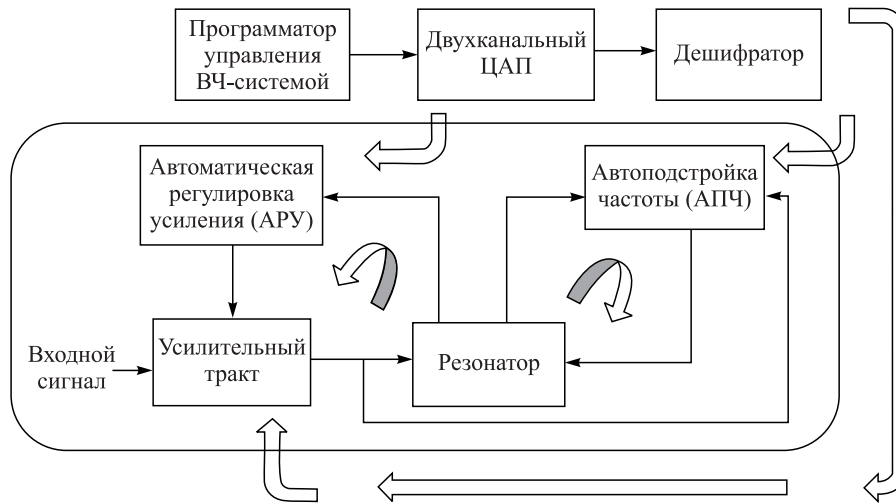 Программатор
управления
ВЧ-системой
Двухканальный
ЦАП
Дешифратор
Автоматическая
регулировка
усиления (АРУ)
Автоподстройка
частоты (АПЧ)
Входной
сигнал
Усилительный
тракт
Резонатор